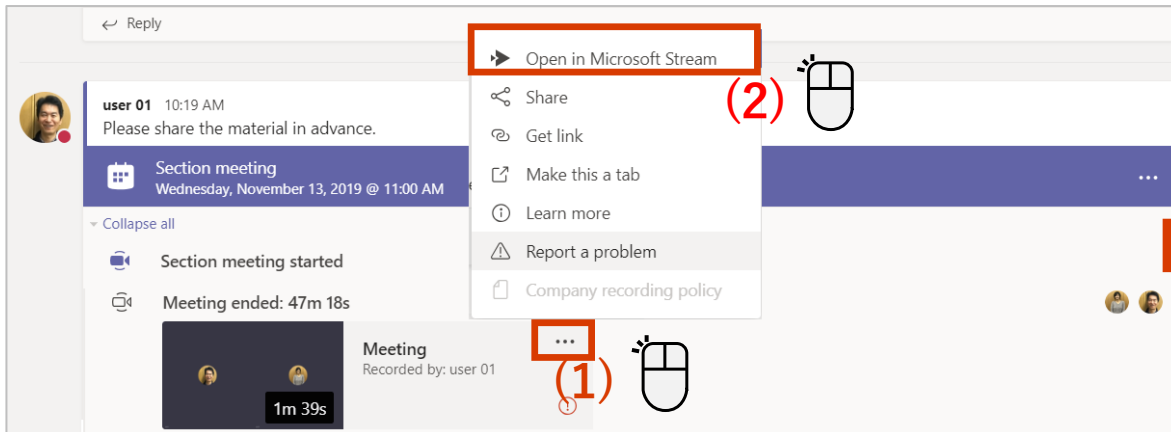 Reply
Open in Microsoft Stream
user 01 10:19 AM
Please share the material in advance.
Share
(2)
Get link
Section meeting
Wednesday, November 13, 2019 @ 11:00 AM
Make this a tab
...
Learn more
Collapse all
Section meeting started
Report a problem
Meeting ended: 47m 18s
Company recording policy
Meeting
...
Recorded by: user 01
(1)
1m 39s